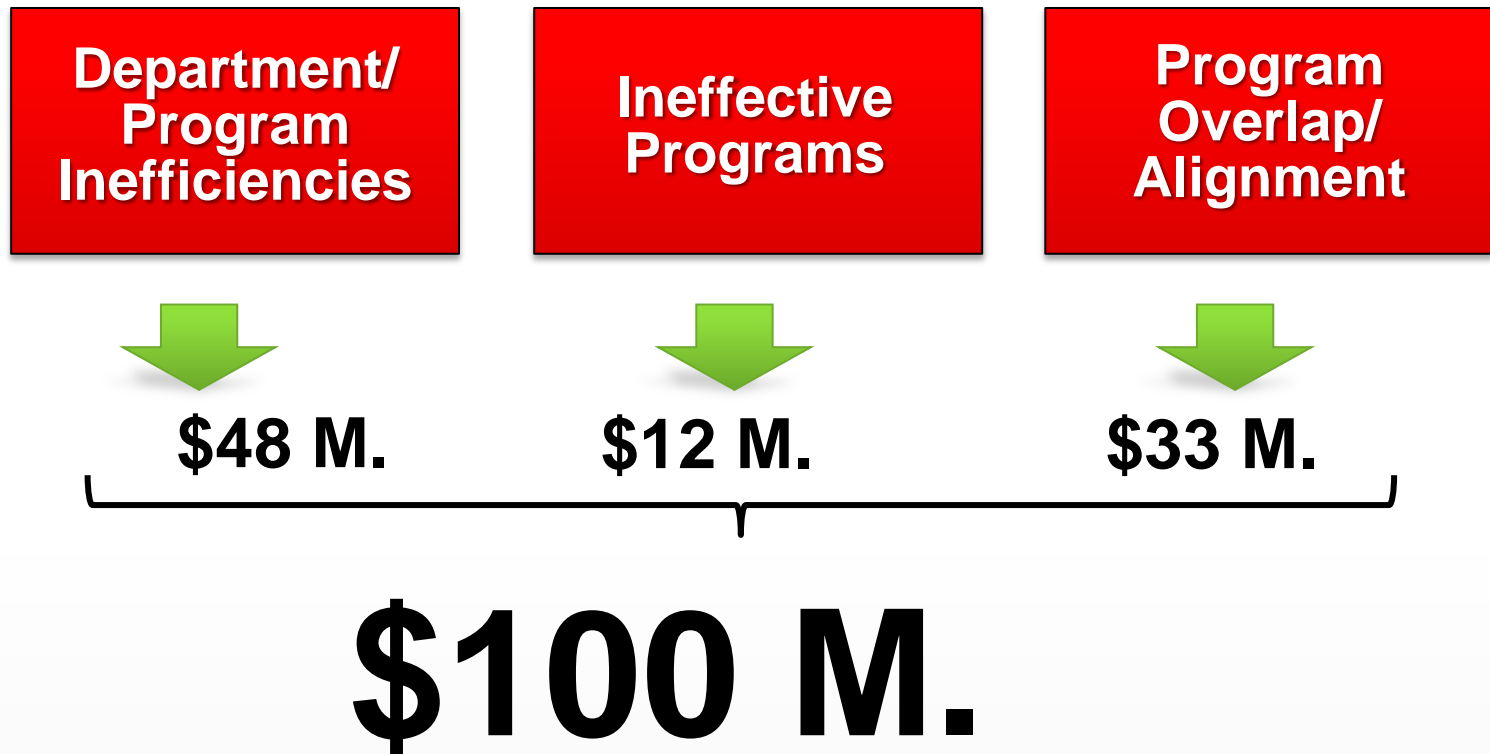 Department/
Program
Inefficiencies
Ineffective
Programs
Program
Overlap/
Alignment
$48 M.
$12 M.
$33 M.
$100 M.